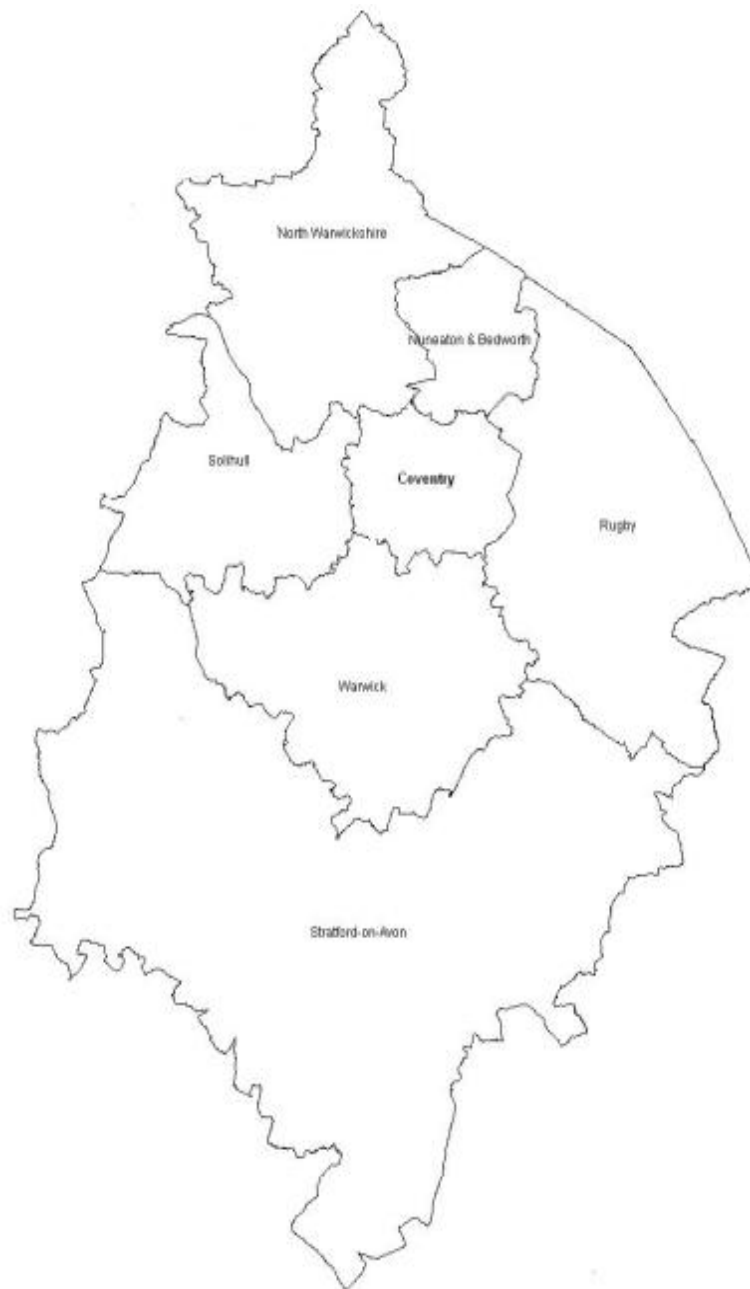 North Warwickshire
Nuneaton & Bedworth
Solihull
Coventry
Rugby
Warwick
Stratford-on-Avon